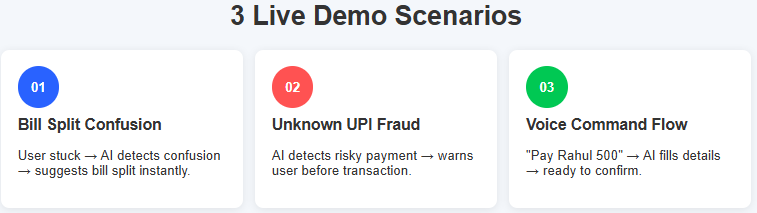 3 Live Demo Scenarios
01
Bill Split Confusion
User stuck → AI detects confusion
→ suggests bill split instantly.
02
Unknown UPI Fraud
AI detects risky payment → warns
user before transaction.
03
Voice Command Flow
"Pay Rahul 500" → AI fills details
→ ready to confirm.